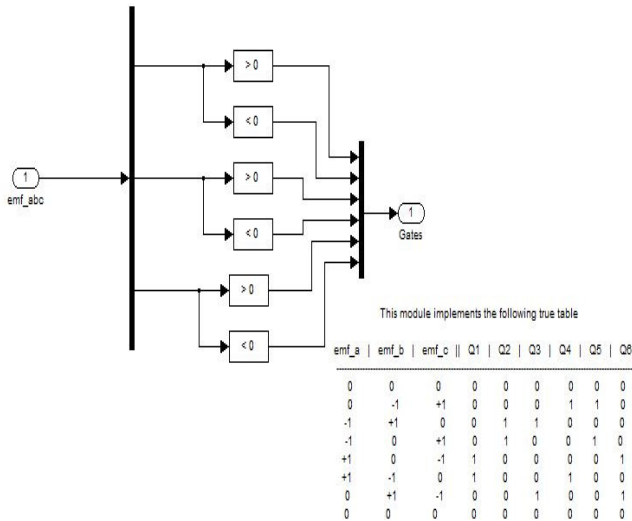 > 0
< 0
1
emf_abc
> 0
< 0
1
Gates
> 0
< 0
This module implements the following true table
emf_a | emf_b | emf_c || Q1 | Q2 | Q3 | Q4 | Q5 | Q6
0 0 0 0 0 0 0 0 0
0 -1 +1 0 0 0 1 1 0
-1 +1 0 0 1 1 0 0 0
-1 0 +1 0 1 0 0 1 0
+1 0 -1 1 0 0 0 0 1
+1 -1 0 1 0 0 1 0 0
0 +1 -1 0 0 1 0 0 1
0 0 0 0 0 0 0 0 0